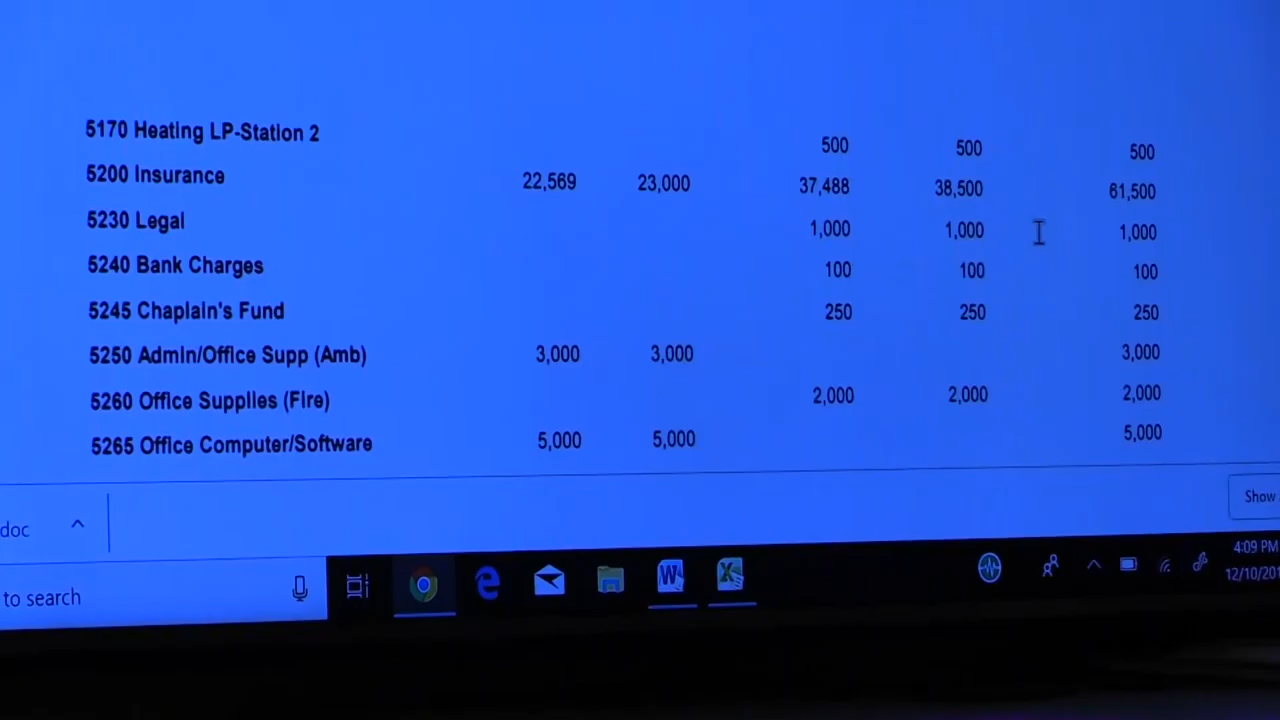 5170 Heating LP-Station 2 500 500 500
5200 Insurance 22,569 23,000 37,488 38,500 61,500
5230 Legal 1,000 1,000 1,000
5240 Bank Charges 100 100 100
5245 Chaplain's Fund 250 250 250
5250 Admin/Office Supp (Amb) 3,000 3,000 3,000
5260 Office Supplies (Fire) 2,000 2,000 2,000
5265 Office Computer/Software 5,000 5,000 5,000
doc Show
to search 4:09 PM
12/10/201